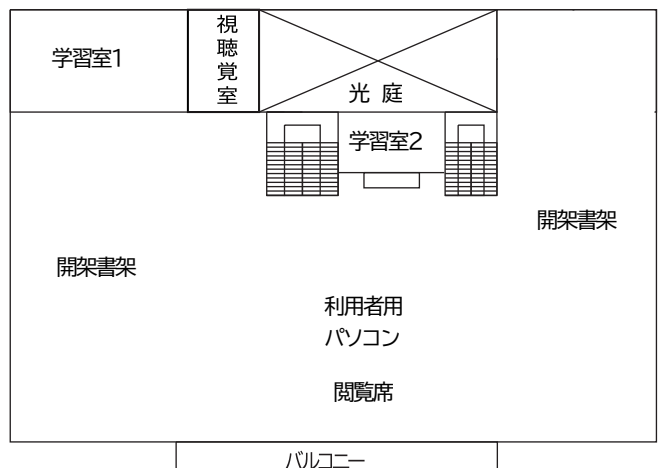 学習室1
視聴覚室
光 庭
学習室2
開架書架
開架書架
利用者用
パソコン
閲覧席
バルコニー